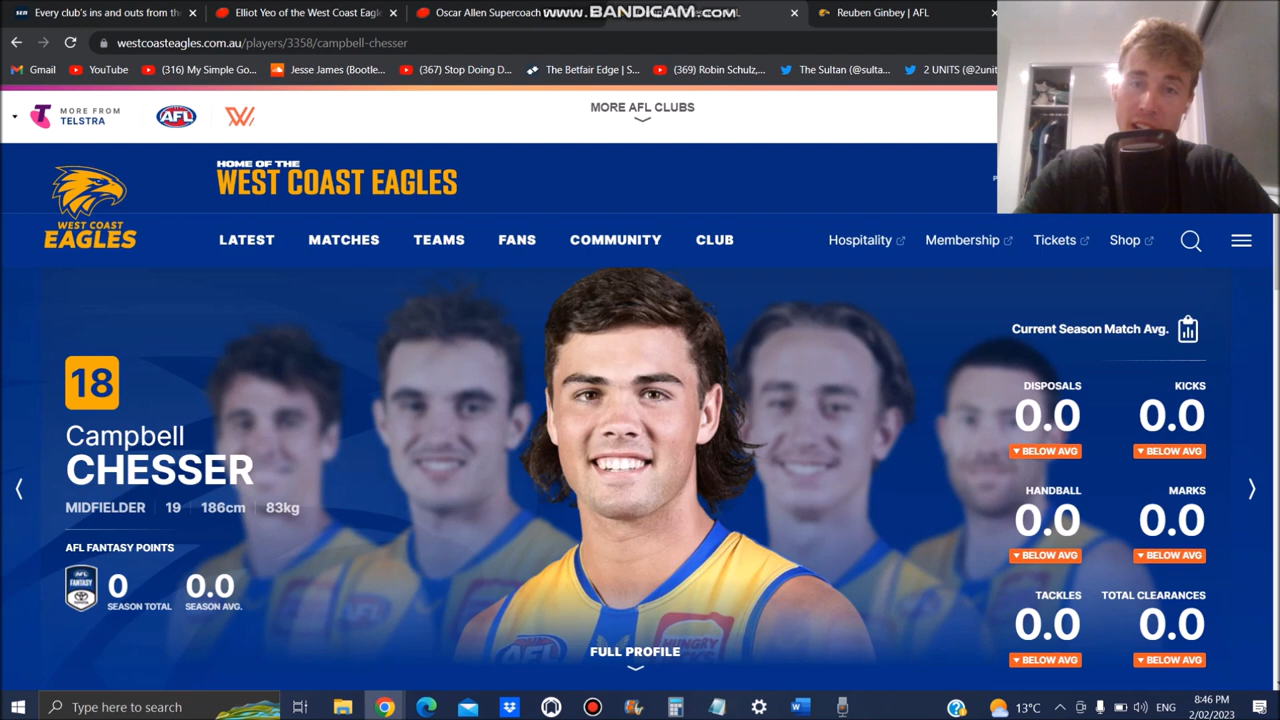 Every club's ins and outs from the
Elliot Yeo of the West Coast Eagle
Oscar Allen Supercoach
www.BANDICAM.com
Reuben Ginbey | AFL
westcoasteagles.com.au/players/3358/campbell-chesser
Gmail
YouTube
(316) My Simple Go...
Jesse James (Bootle...
(367) Stop Doing D...
The Betfair Edge | S...
(369) Robin Schulz,...
The Sultan (@sulta...
2 UNITS (@2unit
MORE FROM
TELSTRA
AFL
W
MORE AFL CLUBS
HOME OF THE
WEST COAST EAGLES
WEST COAST
EAGLES
LATEST
MATCHES
TEAMS
FANS
COMMUNITY
CLUB
Hospitality
Membership
Tickets
Shop
18
Campbell
CHESSER
MIDFIELDER
19
186cm
83kg
AFL FANTASY POINTS
AFL
FANTASY
0
SEASON TOTAL
0.0
SEASON AVG.
AFL
HUNGRY
FULL PROFILE
Current Season Match Avg.
DISPOSALS
KICKS
0.0
0.0
BELOW AVG
BELOW AVG
HANDBALL
MARKS
0.0
0.0
BELOW AVG
BELOW AVG
TACKLES
TOTAL CLEARANCES
0.0
0.0
BELOW AVG
BELOW AVG
Type here to search
13°C
ENG
8:46 PM
2/02/2023